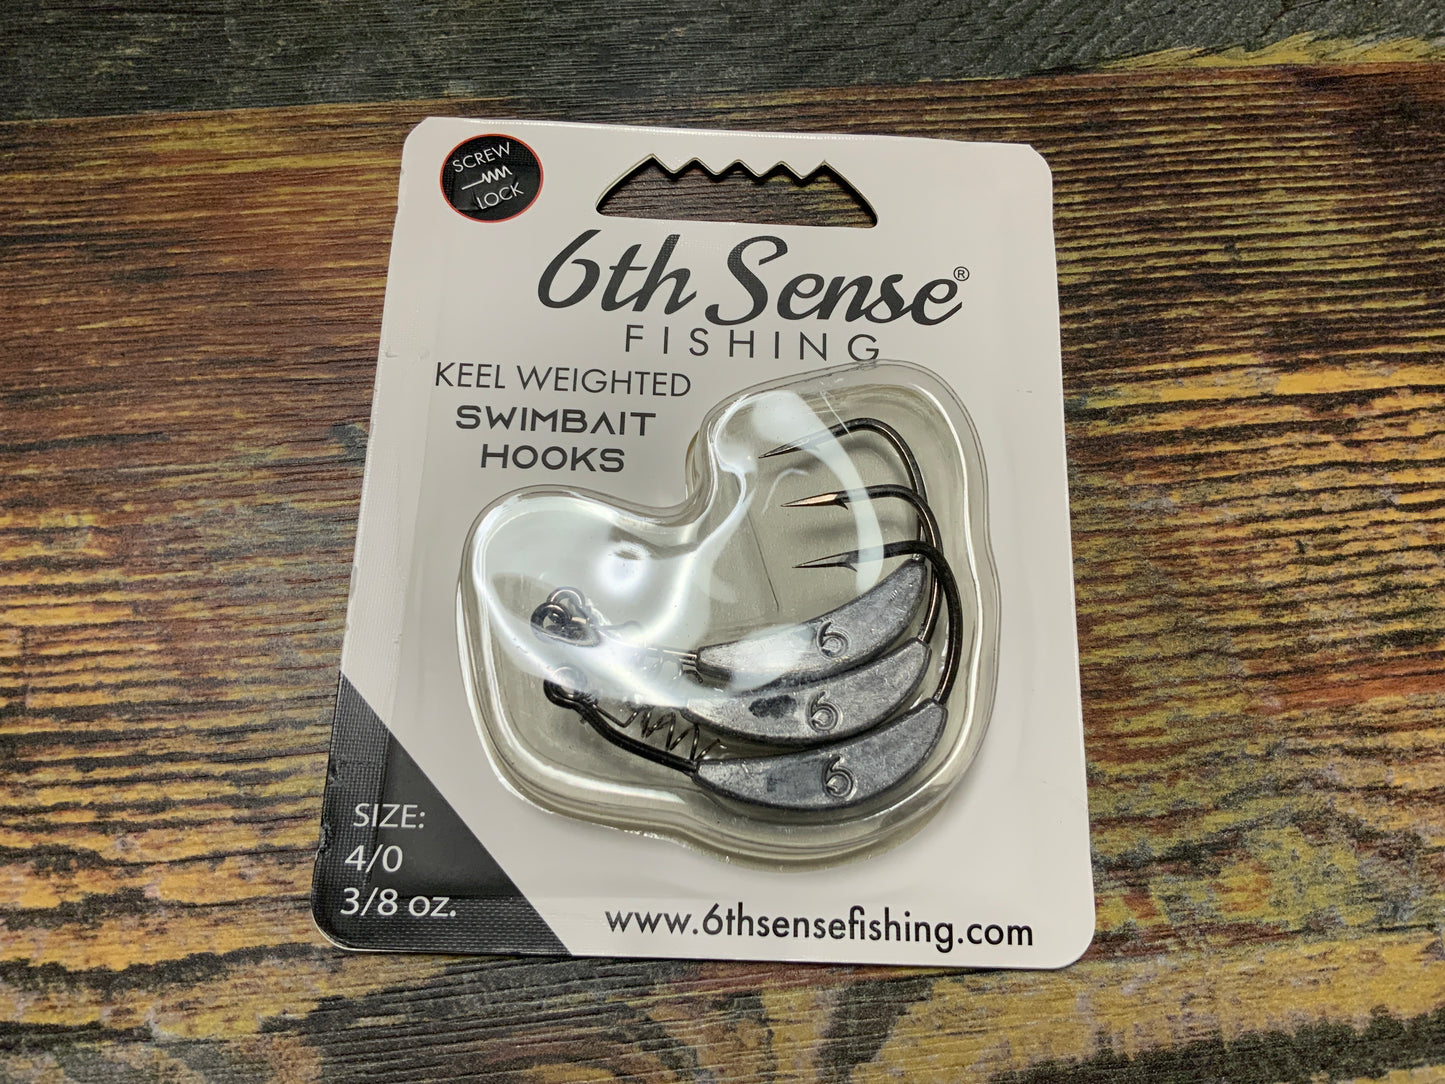 SCREW
LOCK
6th Sense®
FISHING
KEEL WEIGHTED
SWIMBAIT
HOOKS
6
6
6
SIZE:
4/0
3/8 oz.
www.6thsensefishing.com